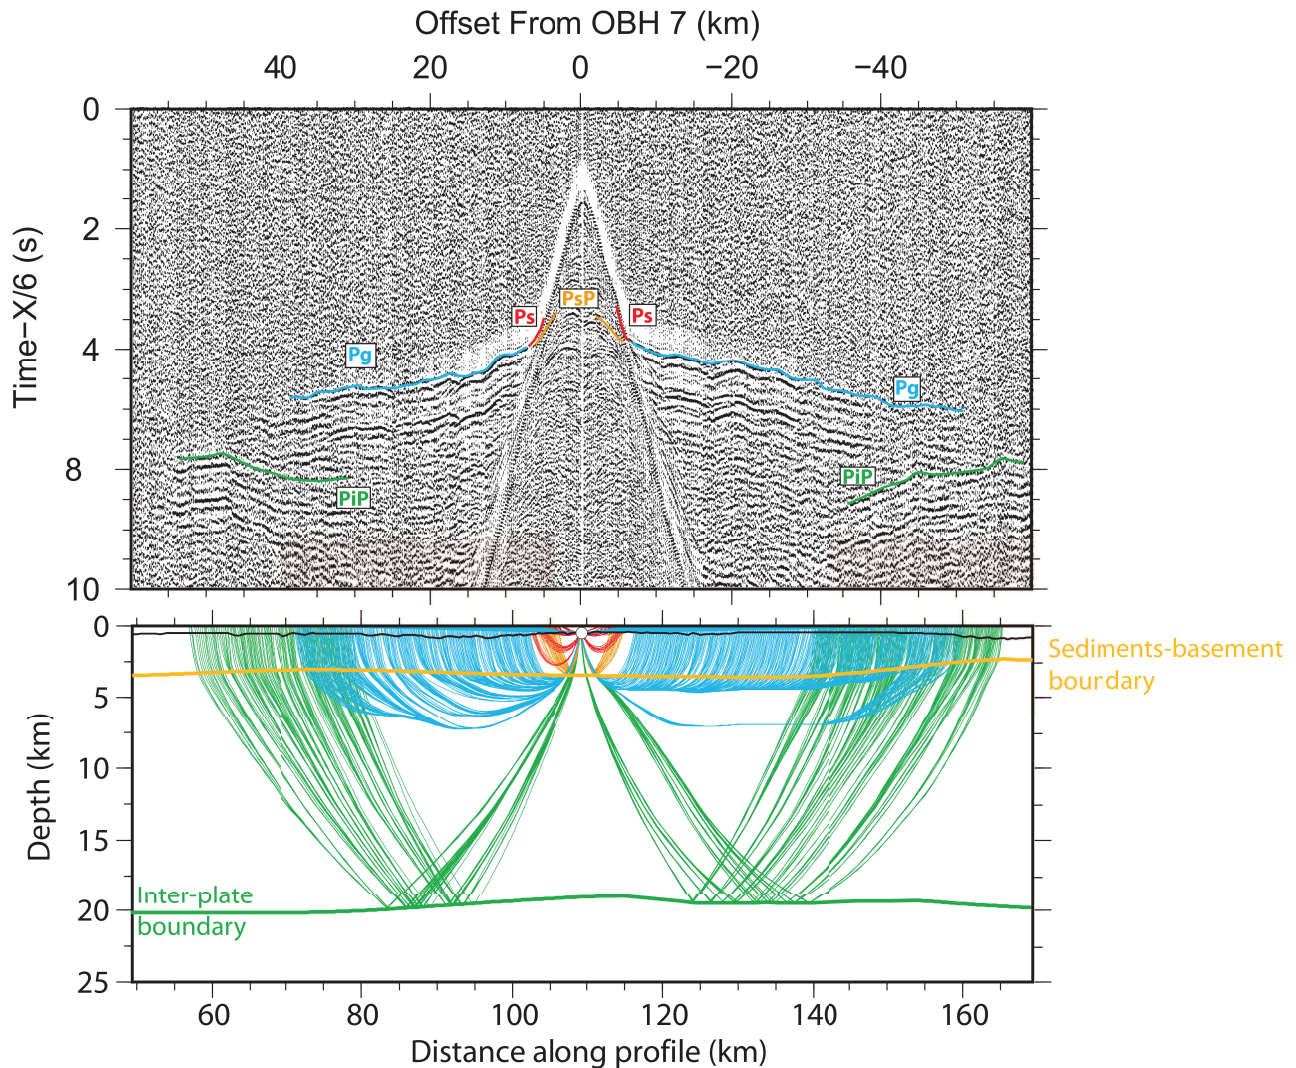 Offset From OBH 7 (km)
40 20 0 −20 −40
Time−X/6 (s)
0
2
4
8
10
Ps PsP Ps
Pg
Pg
PiP
PiP
0
5
10
15
20
25
Depth (km)
Sediments-basement
boundary
Inter-plate
boundary
60 80 100 120 140 160
Distance along profile (km)